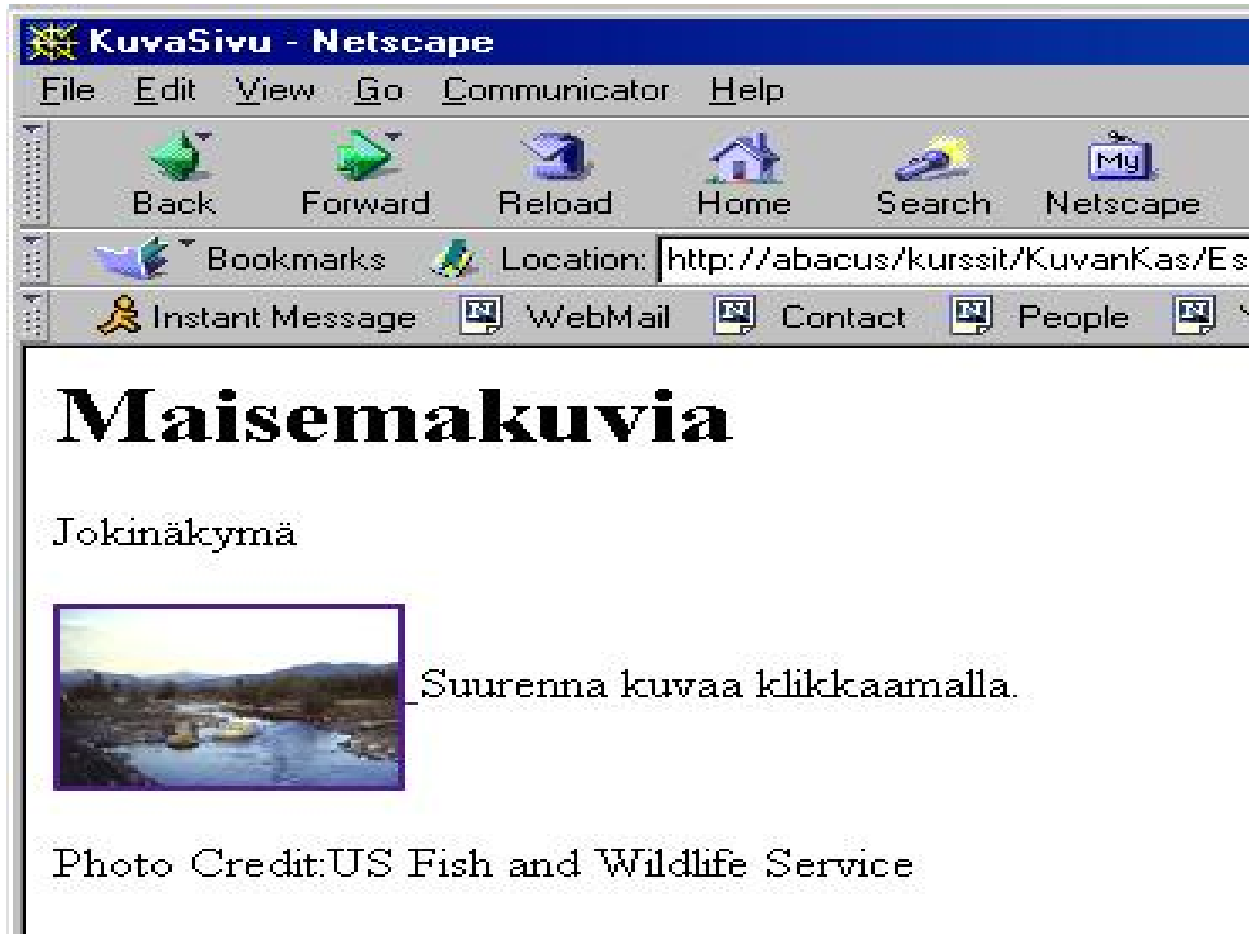 KuvaSivu - Netscape
File Edit View Go Communicator Help
Back Forward Reload Home Search My Netscape
Bookmarks Location: http://abacus/kurssit/KuvanKas/Es
Instant Message WebMail Contact People
Maisemakuvia
Jokinäkymä
Suurenna kuvaa klikkaamalla.
Photo Credit:US Fish and Wildlife Service